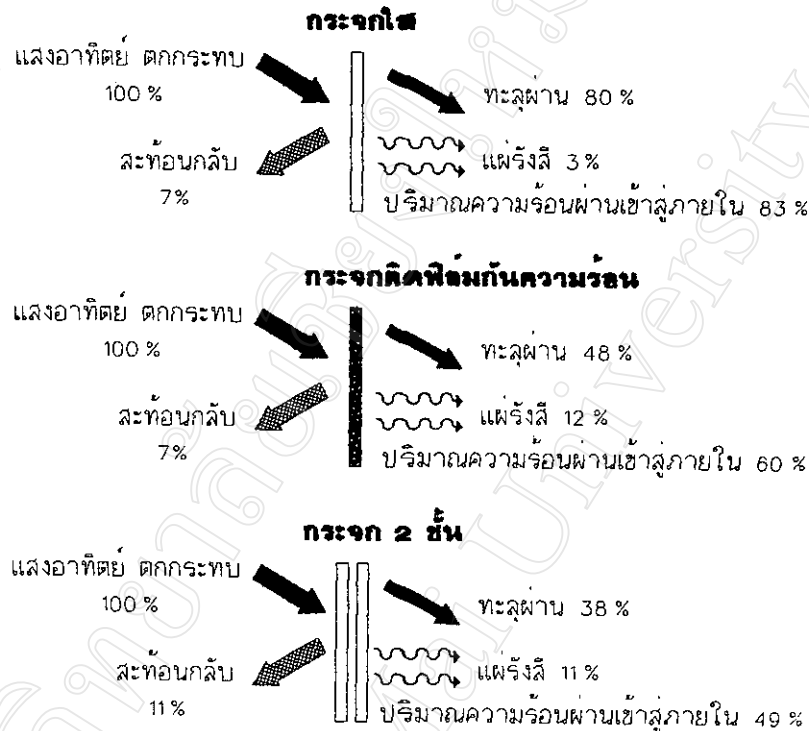 กระจกใส
แสงอาทิตย์ ตกกระทบ
100 %
ทะลุผ่าน 80 %
สะท้อนกลับ
7%
แผ่รังสี 3%
ปริมาณความร้อนผ่านเข้าสู่ภายใน 83 %
กระจกติดฟิล์มกันความร้อน
แสงอาทิตย์ ตกกระทบ
100 %
ทะลุผ่าน 48 %
สะท้อนกลับ
7%
แผ่รังสี 12 %
ปริมาณความร้อนผ่านเข้าสู่ภายใน 60 %
กระจก 2 ชั้น
แสงอาทิตย์ ตกกระทบ
100 %
ทะลุผ่าน 38 %
สะท้อนกลับ
11 %
แผ่รังสี 11 %
ปริมาณความร้อนผ่านเข้าสู่ภายใน 49 %
Mai University